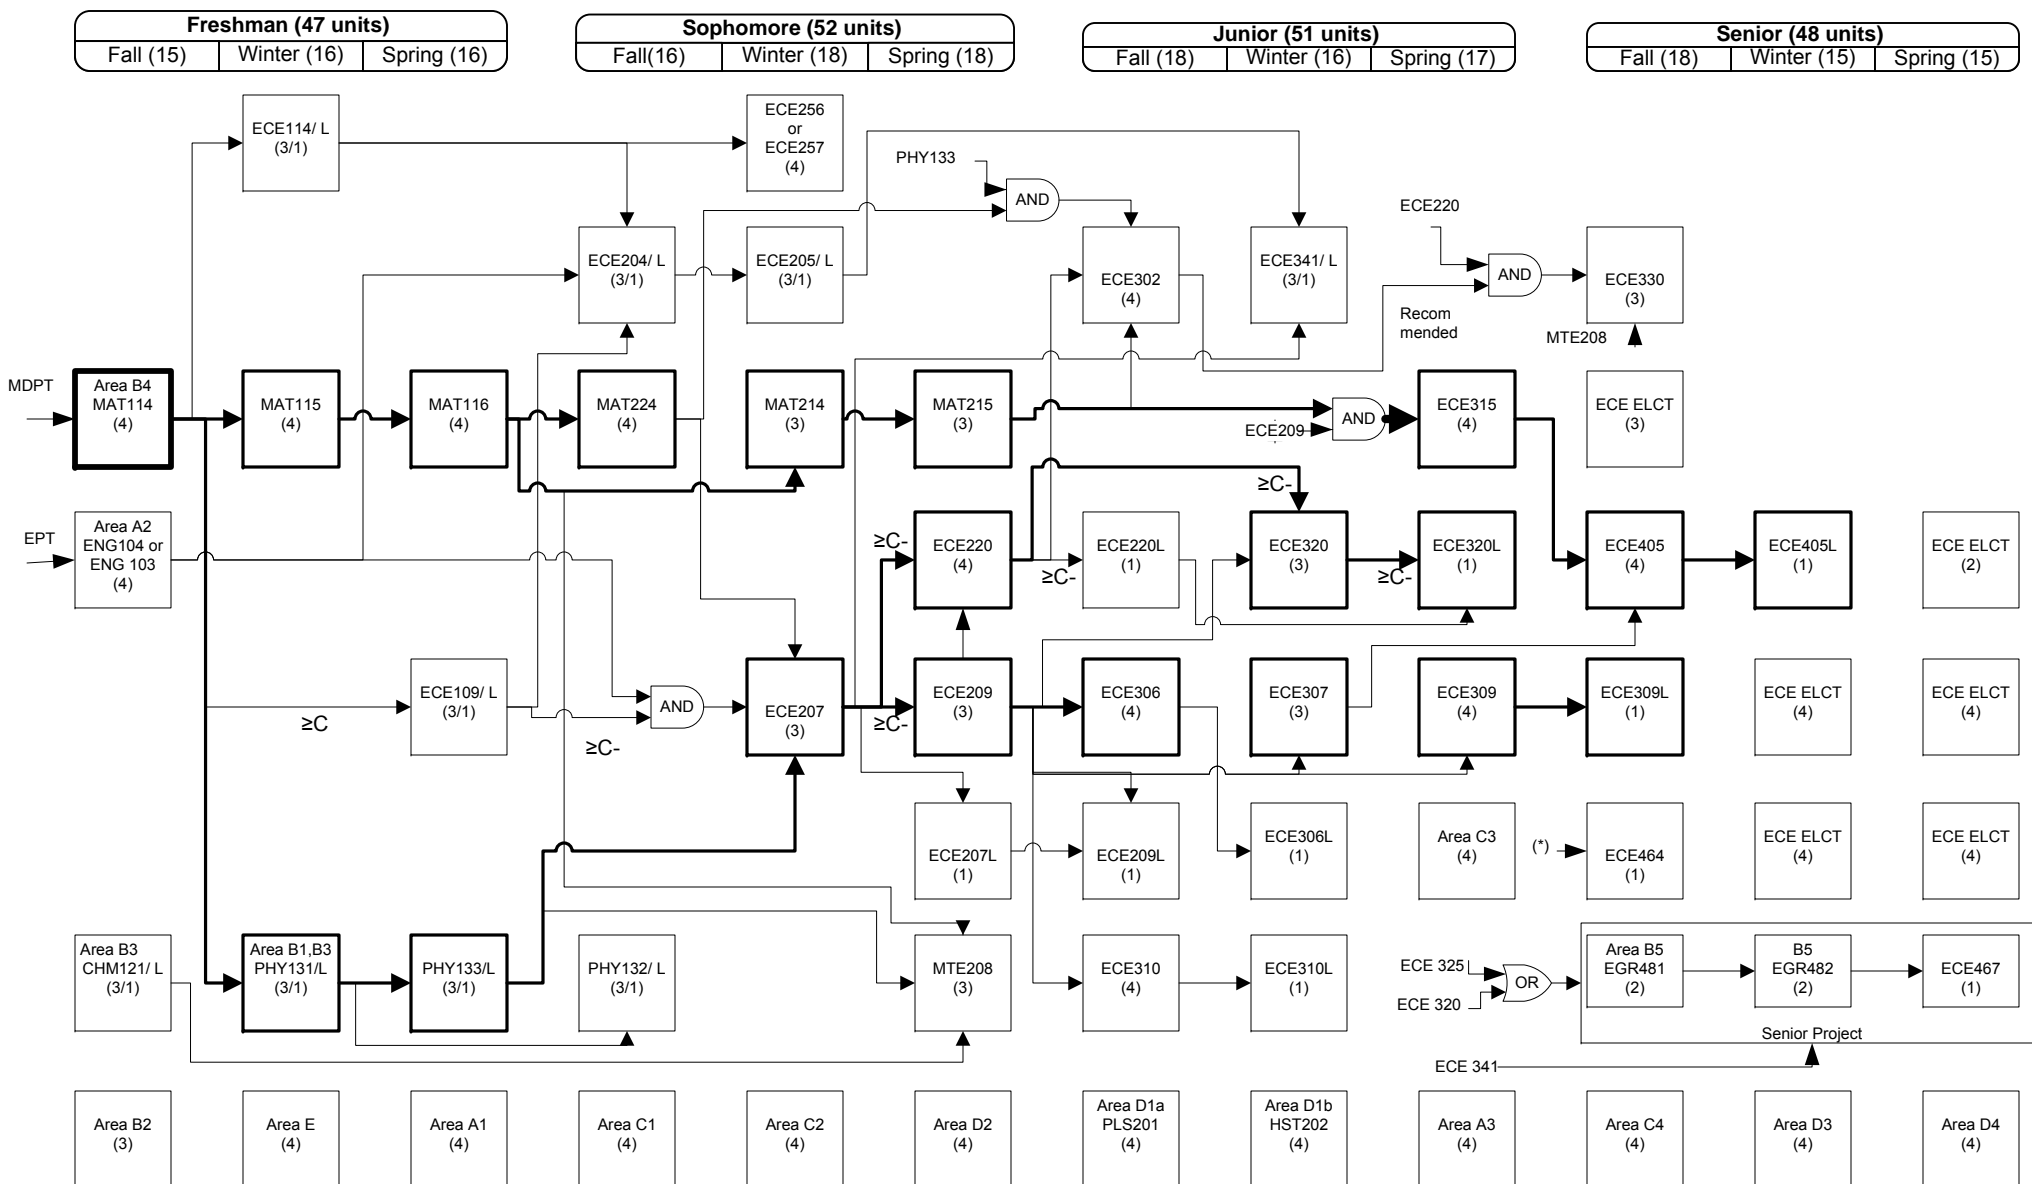 Freshman (47 units)
Fall (15) Winter (16) Spring (16)
Sophomore (52 units)
Fall(16) Winter (18) Spring (18)
Junior (51 units)
Fall (18) Winter (16) Spring (17)
Senior (48 units)
Fall (18) Winter (15) Spring (15)
ECE114/ L
(3/1)
ECE256
or
ECE257
(4)
PHY133
AND
ECE204/ L
(3/1)
ECE205/ L
(3/1)
ECE302
(4)
ECE341/ L
(3/1)
ECE220
AND
Recom
mended
ECE330
(3)
MTE208
MDPT
Area B4
MAT114
(4)
MAT115
(4)
MAT116
(4)
MAT224
(4)
MAT214
(3)
MAT215
(3)
ECE209
AND
ECE315
(4)
ECE ELCT
(3)
EPT
Area A2
ENG104 or
ENG 103
(4)
≥C-
ECE220
(4)
≥C-
ECE220L
(1)
≥C-
ECE320
(3)
≥C-
ECE320L
(1)
ECE405
(4)
ECE405L
(1)
ECE ELCT
(2)
≥C
ECE109/ L
(3/1)
≥C-
AND
ECE207
(3)
≥C-
ECE209
(3)
ECE306
(4)
ECE307
(3)
ECE309
(4)
ECE309L
(1)
ECE ELCT
(4)
ECE ELCT
(4)
ECE207L
(1)
ECE209L
(1)
ECE306L
(1)
Area C3
(4)
(*)
ECE464
(1)
ECE ELCT
(4)
ECE ELCT
(4)
Area B3
CHM121/ L
(3/1)
Area B1,B3
PHY131/L
(3/1)
PHY133/L
(3/1)
PHY132/ L
(3/1)
MTE208
(3)
ECE310
(4)
ECE310L
(1)
ECE 325
ECE 320
OR
Area B5
EGR481
(2)
B5
EGR482
(2)
ECE467
(1)
Senior Project
ECE 341
Area B2
(3)
Area E
(4)
Area A1
(4)
Area C1
(4)
Area C2
(4)
Area D2
(4)
Area D1a
PLS201
(4)
Area D1b
HST202
(4)
Area A3
(4)
Area C4
(4)
Area D3
(4)
Area D4
(4)